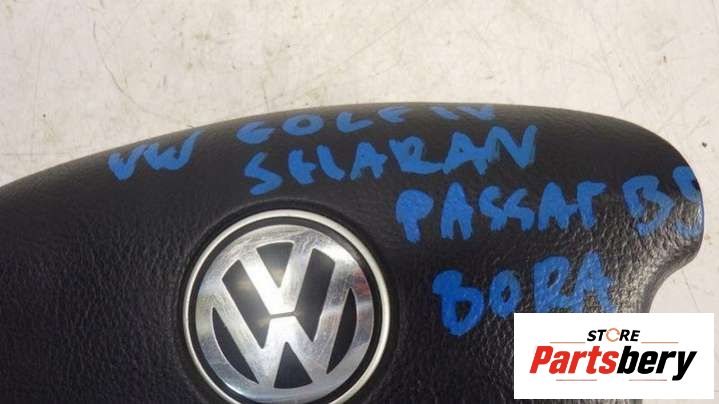 VW GOLF IV
SHARAN
PASSAT B5
BORA
STORE
Partsbery